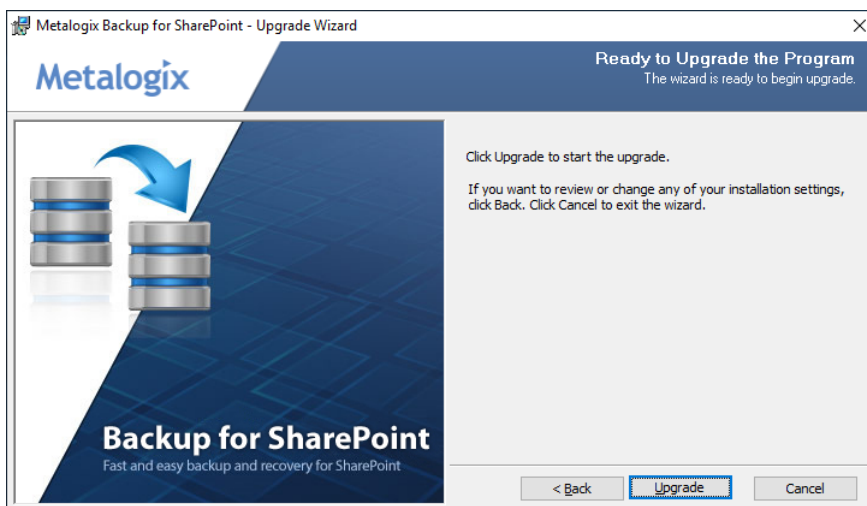 Metalogix Backup for SharePoint - Upgrade Wizard
Metalogix
Ready to Upgrade the Program
The wizard is ready to begin upgrade.
Click Upgrade to start the upgrade.
If you want to review or change any of your installation settings,
click Back. Click Cancel to exit the wizard.
Backup for SharePoint
Fast and easy backup and recovery for SharePoint
< Back
Upgrade
Cancel